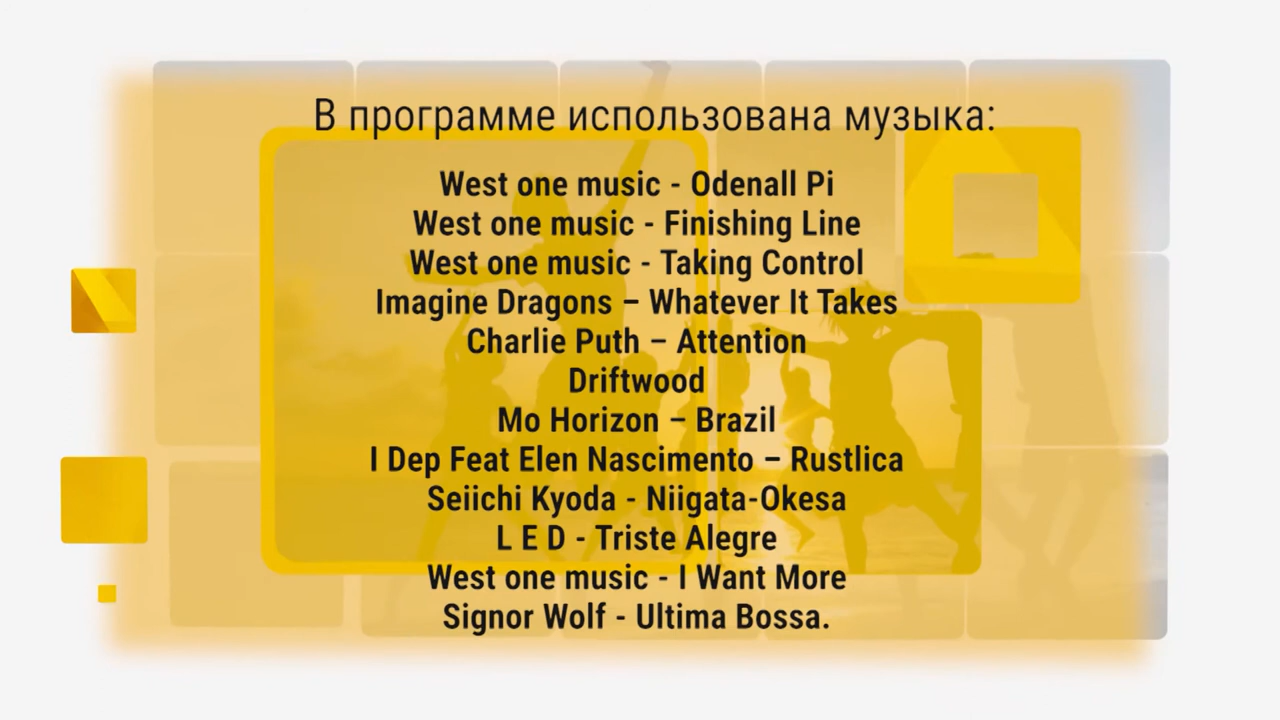 В программе использована музыка:
West one music - Odenall Pi
West one music - Finishing Line
West one music - Taking Control
Imagine Dragons – Whatever It Takes
Charlie Puth – Attention
Driftwood
Mo Horizon – Brazil
I Dep Feat Elen Nascimento – Rustlica
Seiichi Kyoda - Niigata-Okesa
L E D - Triste Alegre
West one music - I Want More
Signor Wolf - Ultima Bossa.